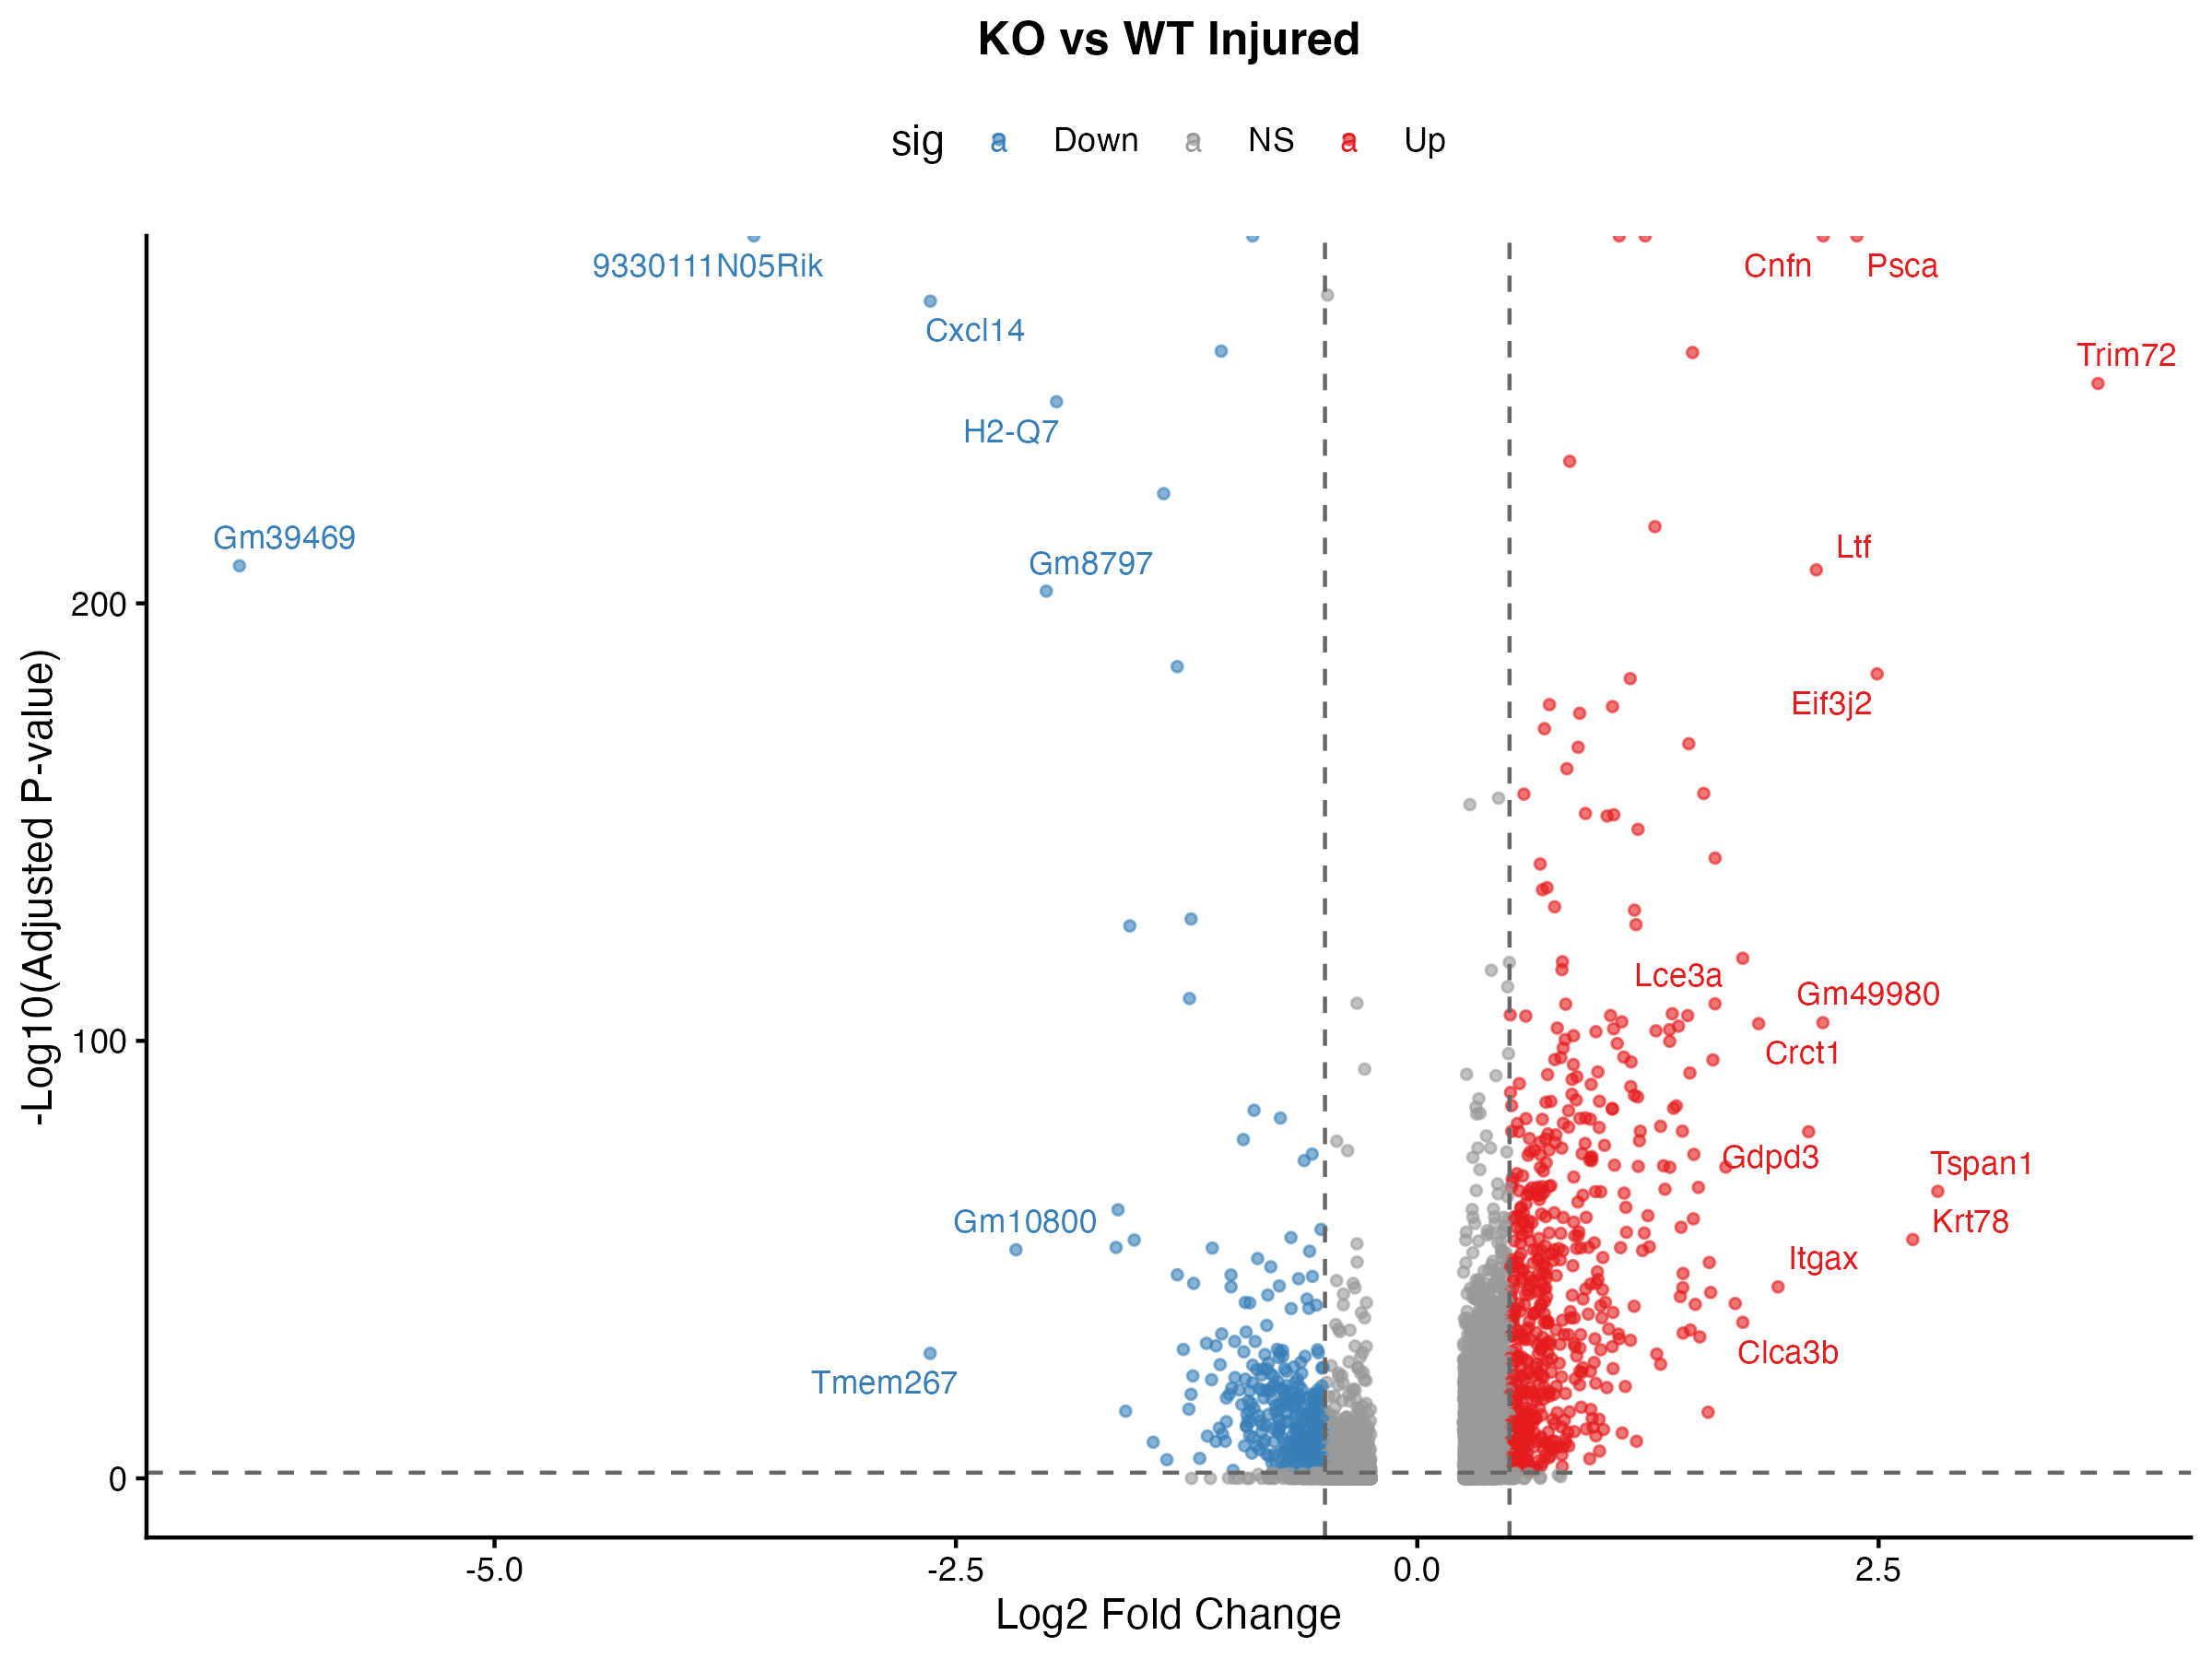 KO vs WT Injured
sig a Down a NS a Up
9330111N05Rik
Cnfn
Psca
Cxcl14
Trim72
H2-Q7
Gm39469
Ltf
Gm8797
200
Eif3j2
Lce3a
Gm49980
100
Crct1
Gdpd3
Tspan1
Gm10800
Krt78
Itgax
Tmem267
Clca3b
0
-Log10(Adjusted P-value)
-5.0
-2.5
0.0
2.5
Log2 Fold Change